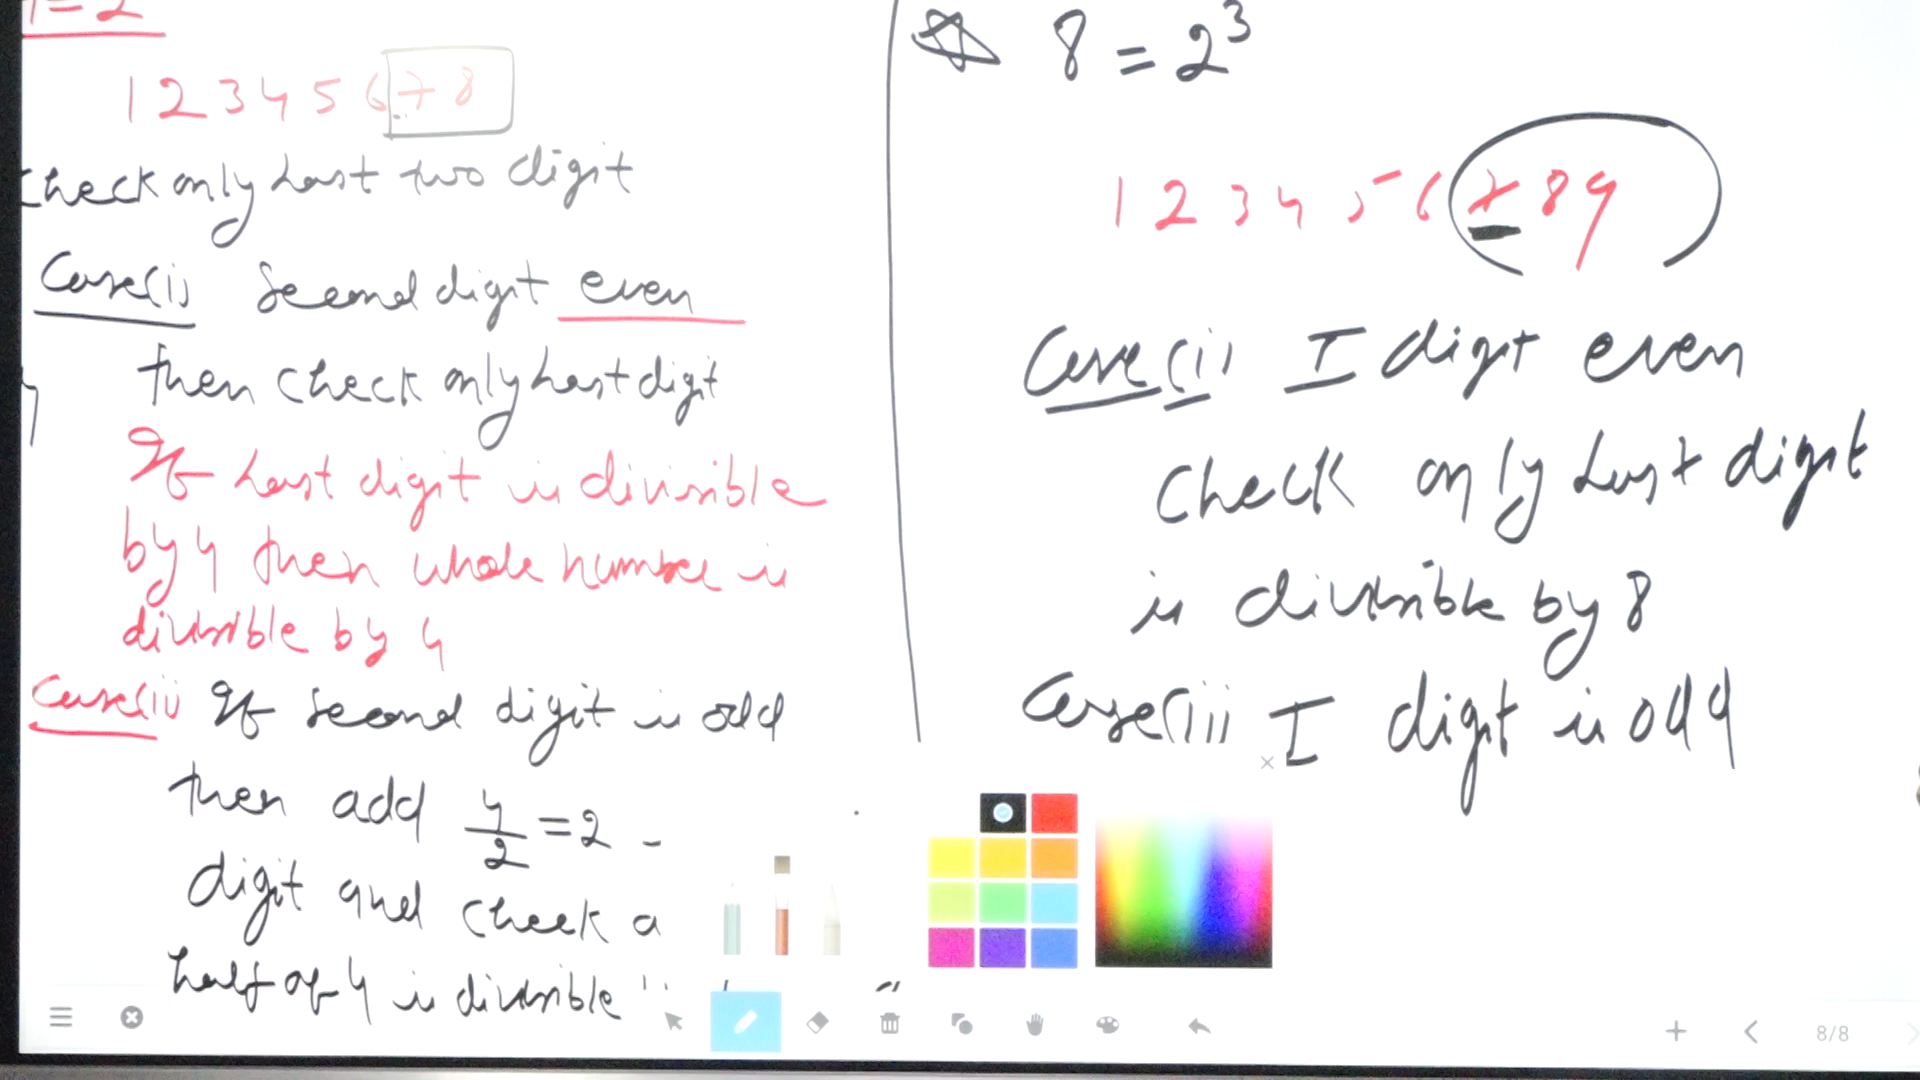 1 2 3 4 5 6 7 8
check only Last two digit
Case(i) Second digit even
then check only Last digit
If Last digit is divisible
by 4 then whole number is
divisible by 4
Case(ii) If second digit is odd
then add 4/2 = 2
digit and check
half of 4 is divisible
8 = 2³
1 2 3 4 5 6 7 8 9
Case(i) I digit even
Check only Last digit
is divisible by 8
Case(ii) I digit is odd
8/8